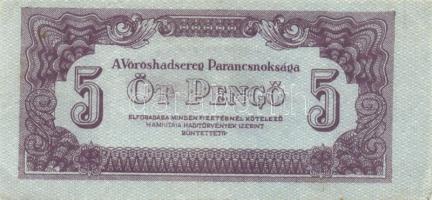 A Vöröshadsereg Parancsnoksága
5 ÖT PENGŐ 5
ELFOGADÁSA MINDEN FIZETÉSNÉL KÖTELEZŐ
HAMISÍTÁSA HADITÖRVÉNYEK SZERINT
BÜNTETTETIK